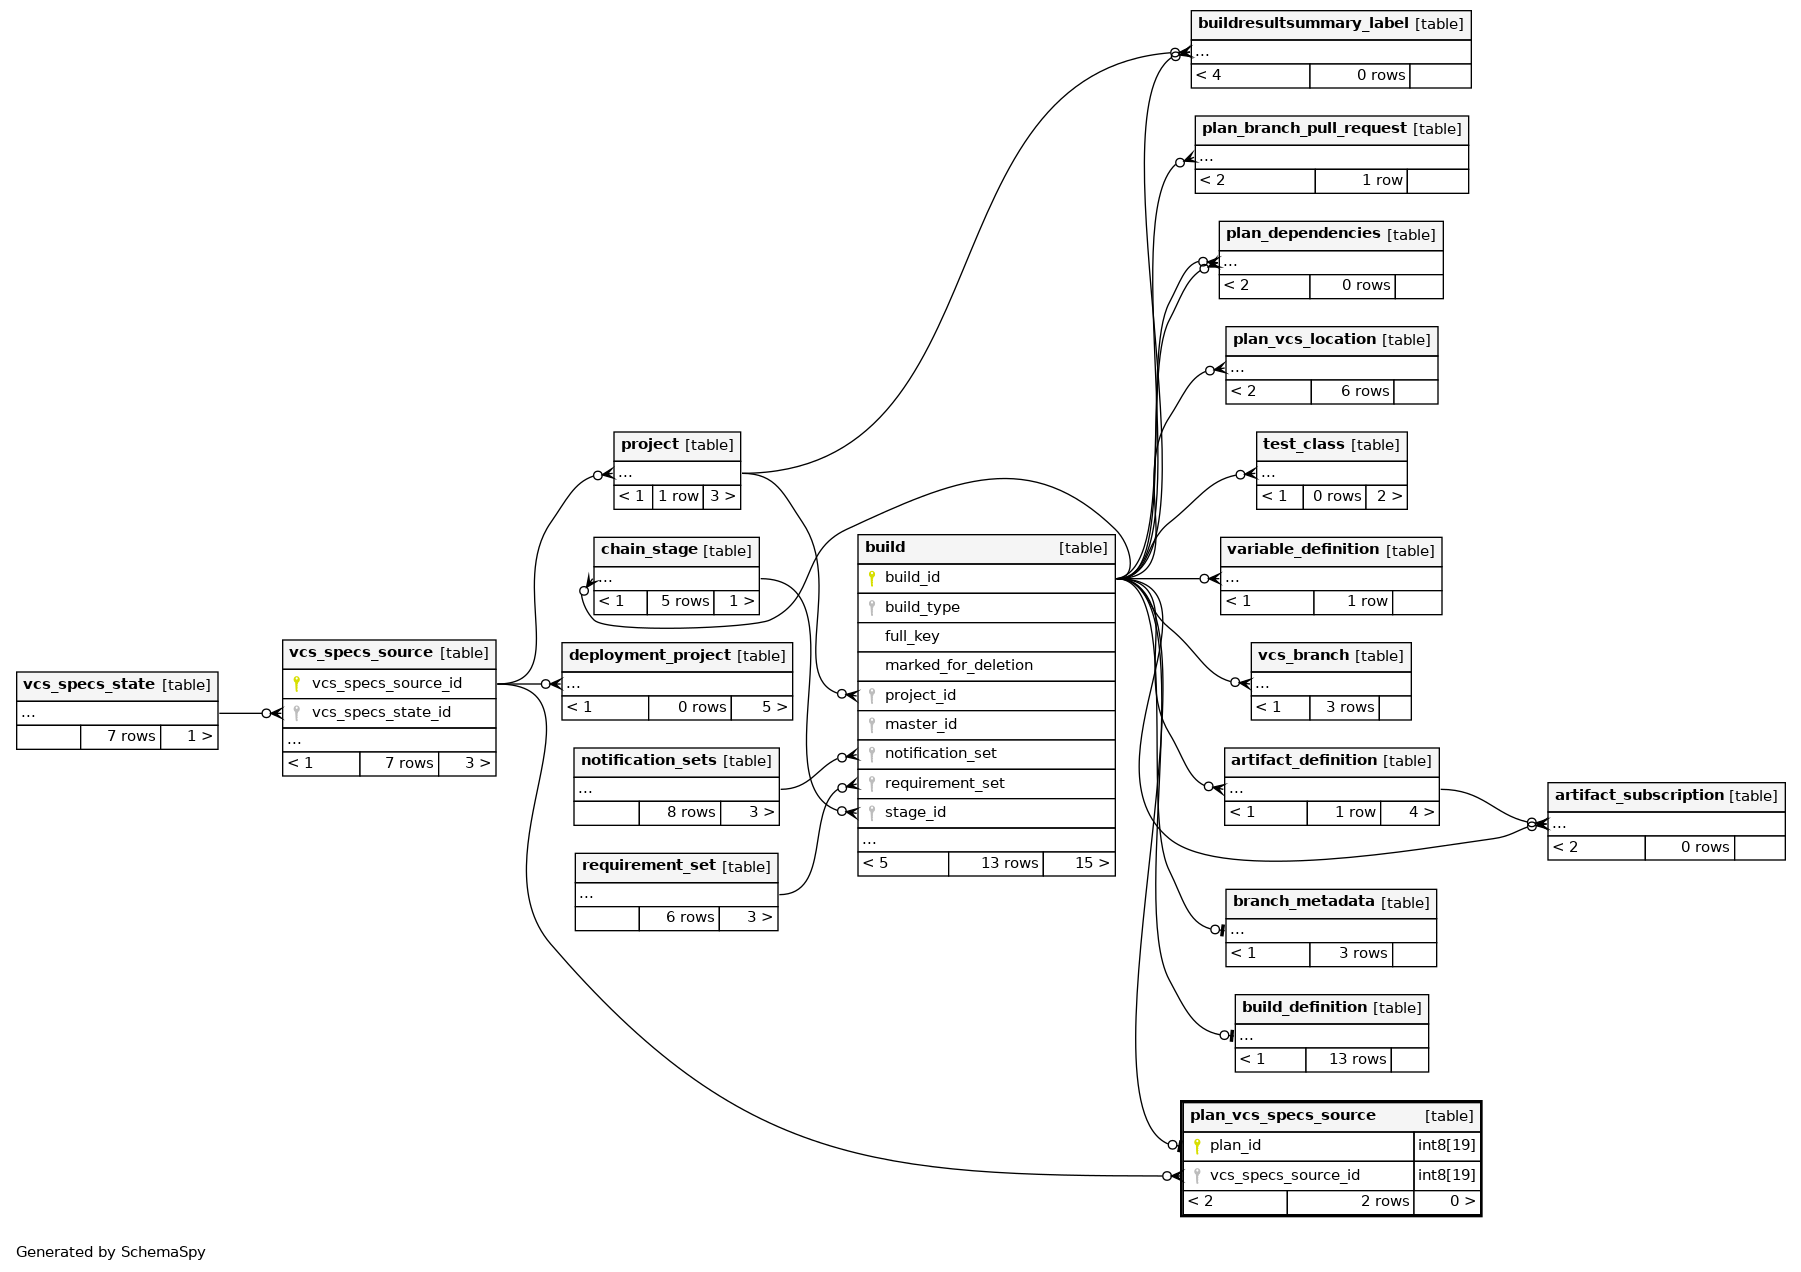 buildresultsummary_label [table]
...
< 4 0 rows
plan_branch_pull_request [table]
...
< 2 1 row
plan_dependencies [table]
...
< 2 0 rows
plan_vcs_location [table]
...
< 2 6 rows
project [table]
...
< 1 1 row 3 >
test_class [table]
...
< 1 0 rows 2 >
chain_stage [table]
...
< 1 5 rows 1 >
build [table]
build_id
build_type
full_key
marked_for_deletion
project_id
master_id
notification_set
requirement_set
stage_id
...
< 5 13 rows 15 >
variable_definition [table]
...
< 1 1 row
vcs_specs_state [table]
...
7 rows 1 >
vcs_specs_source [table]
vcs_specs_source_id
vcs_specs_state_id
...
< 1 7 rows 3 >
deployment_project [table]
...
< 1 0 rows 5 >
vcs_branch [table]
...
< 1 3 rows
notification_sets [table]
...
8 rows 3 >
artifact_definition [table]
...
< 1 1 row 4 >
artifact_subscription [table]
...
< 2 0 rows
requirement_set [table]
...
6 rows 3 >
branch_metadata [table]
...
< 1 3 rows
build_definition [table]
...
< 1 13 rows
plan_vcs_specs_source [table]
plan_id int8[19]
vcs_specs_source_id int8[19]
< 2 2 rows 0 >
Generated by SchemaSpy